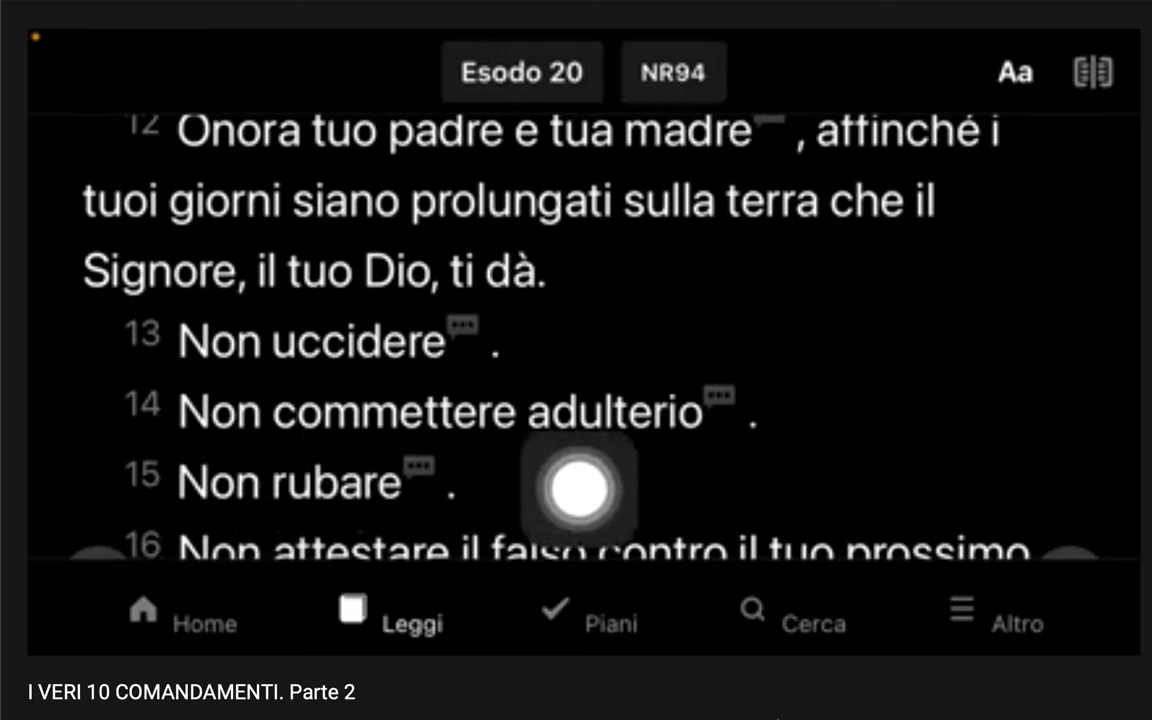 Esodo 20 NR94 Aa
12 Onora tuo padre e tua madre , affinché i
tuoi giorni siano prolungati sulla terra che il
Signore, il tuo Dio, ti dà.
13 Non uccidere .
14 Non commettere adulterio .
15 Non rubare .
16 Non attestare il falso contro il tuo prossimo
Home Leggi Piani Cerca Altro
I VERI 10 COMANDAMENTI. Parte 2